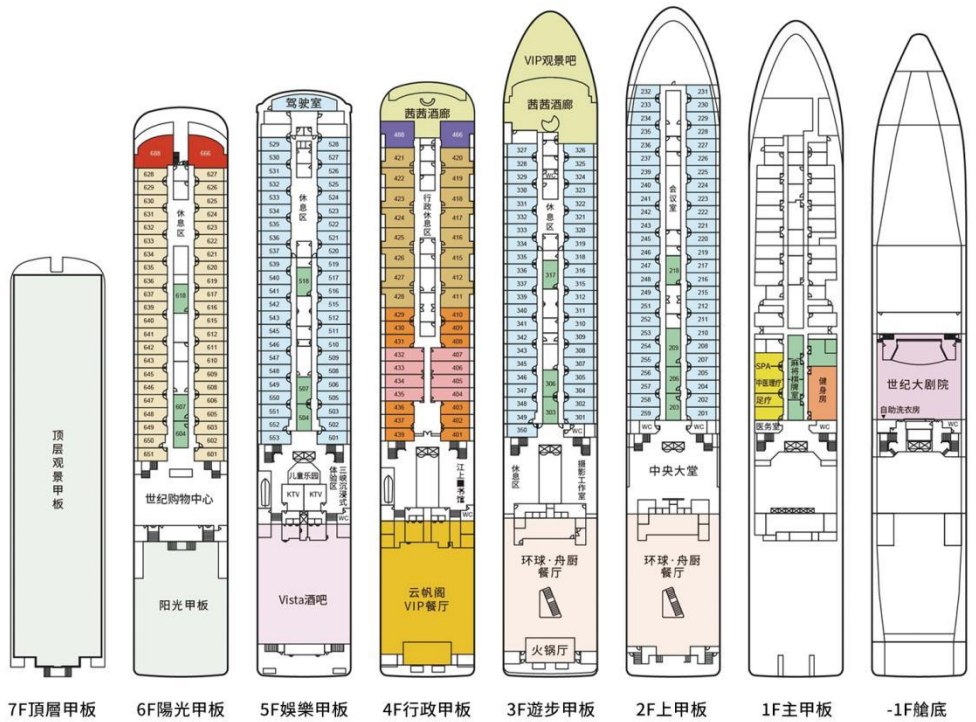 688
666
628 627
629 626
630 625
631 624
632 623
633 622
634 621
635 620
636 619
637 617
639 616
640 615
641 612
642 611
643 610
645 609
646 608
647 606
648 605
649 603
650 602
651 601
休息区
618
607
604
世纪购物中心
阳光甲板
顶层观景甲板
驾驶室
529 528
530 527
531 526
532 525
533 524
534 523
535 522
536 521
537 520
539 519
540 517
541 516
542 515
543 512
545 511
546 510
547 509
548 508
549 506
550 505
551 503
552 502
553 501
休息区
518
507
504
儿童乐园
KTV KTV
三峡沉浸式
体验区
WC
Vista酒吧
茜茜酒廊
488 466
421 420
422 419
423 418
424 417
425 416
426 415
427 412
428 411
429 410
430 409
431 408
432 407
433 406
434 405
435 404
436 403
437 402
439 401
行政休息区
江上
WC
云帆阁
VIP餐厅
VIP观景吧
茜茜酒廊
327 326
328 325
329 324
330 323
331 322
332 321
333 320
334 319
335 318
336 316
337 315
339 312
340 311
341 310
342 309
343 308
345 307
346 305
347 304
348 302
349 301
350
WC
休息区
317
306
303
WC
休息区
摄影工作室
环球·舟厨
餐厅
火锅厅
232 231
233 230
234 229
235 228
236 227
237 226
239 225
240 224
241 223
242 222
243 221
245 220
246 219
247 217
248 216
249 215
251 212
252 211
253 210
254 208
255 207
256 205
257 204
258 202
259 201
会议室
218
209
206
203
WC WC
中央大堂
环球·舟厨
餐厅
SPA
中医理疗
足疗
麻将棋牌室
健身房
医务室
WC
世纪大剧院
自助洗衣房
WC
7F頂層甲板 6F陽光甲板 5F娛樂甲板 4F行政甲板 3F遊步甲板 2F上甲板 1F主甲板 -1F艙底